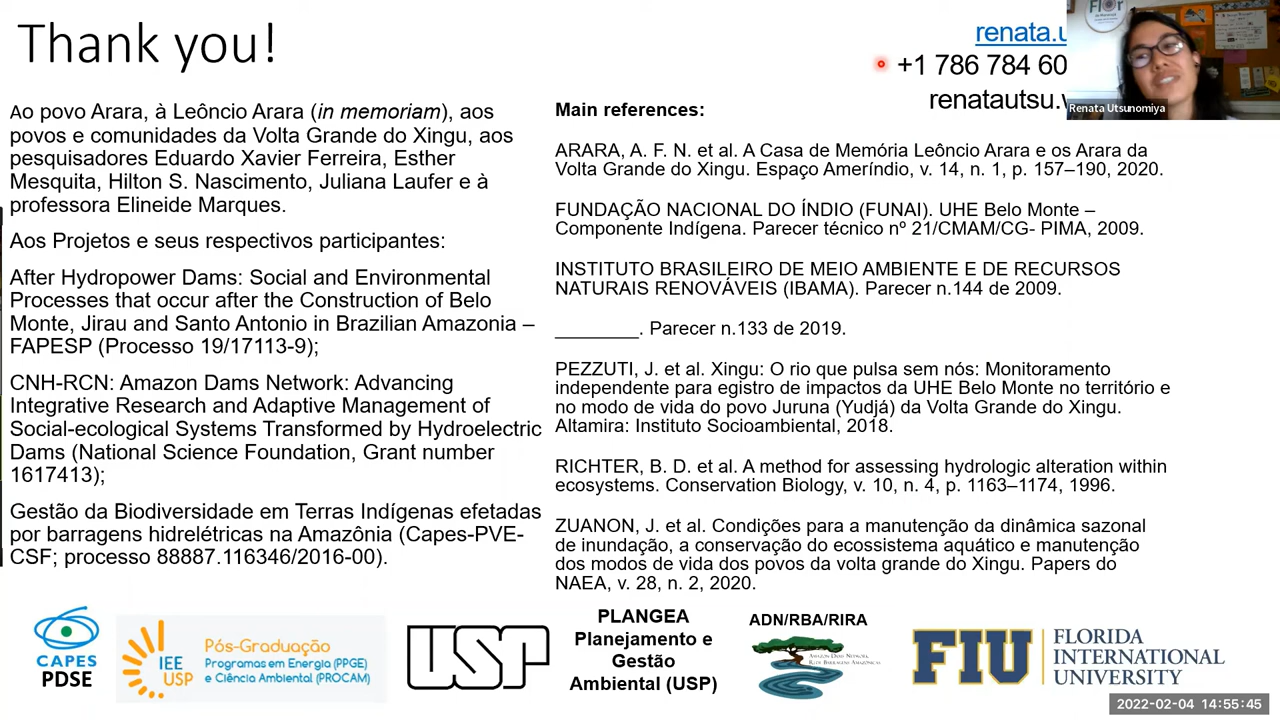 Thank you!
Ao povo Arara, à Leôncio Arara (in memoriam), aos
povos e comunidades da Volta Grande do Xingu, aos
pesquisadores Eduardo Xavier Ferreira, Esther
Mesquita, Hilton S. Nascimento, Juliana Laufer e à
professora Elineide Marques.
Aos Projetos e seus respectivos participantes:
After Hydropower Dams: Social and Environmental
Processes that occur after the Construction of Belo
Monte, Jirau and Santo Antonio in Brazilian Amazonia –
FAPESP (Processo 19/17113-9);
CNH-RCN: Amazon Dams Network: Advancing
Integrative Research and Adaptive Management of
Social-ecological Systems Transformed by Hydroelectric
Dams (National Science Foundation, Grant number
1617413);
Gestão da Biodiversidade em Terras Indígenas efetadas
por barragens hidrelétricas na Amazônia (Capes-PVE-
CSF; processo 88887.116346/2016-00).
renata.u
+1 786 784 60
renatautsu.
Renata Utsunomiya
Main references:
ARARA, A. F. N. et al. A Casa de Memória Leôncio Arara e os Arara da
Volta Grande do Xingu. Espaço Ameríndio, v. 14, n. 1, p. 157–190, 2020.
FUNDAÇÃO NACIONAL DO ÍNDIO (FUNAI). UHE Belo Monte –
Componente Indígena. Parecer técnico nº 21/CMAM/CG- PIMA, 2009.
INSTITUTO BRASILEIRO DE MEIO AMBIENTE E DE RECURSOS
NATURAIS RENOVÁVEIS (IBAMA). Parecer n.144 de 2009.
________. Parecer n.133 de 2019.
PEZZUTI, J. et al. Xingu: O rio que pulsa sem nós: Monitoramento
independente para egistro de impactos da UHE Belo Monte no território e
no modo de vida do povo Juruna (Yudjá) da Volta Grande do Xingu.
Altamira: Instituto Socioambiental, 2018.
RICHTER, B. D. et al. A method for assessing hydrologic alteration within
ecosystems. Conservation Biology, v. 10, n. 4, p. 1163–1174, 1996.
ZUANON, J. et al. Condições para a manutenção da dinâmica sazonal
de inundação, a conservação do ecossistema aquático e manutenção
dos modos de vida dos povos da volta grande do Xingu. Papers do
NAEA, v. 28, n. 2, 2020.
CAPES
PDSE
IEE
USP
Pós-Graduação
Programas em Energia (PPGE)
e Ciência Ambiental (PROCAM)
USP
PLANGEA
Planejamento e
Gestão
Ambiental (USP)
ADN/RBA/RIRA
Amazon Dams Network
Rede Barragens Amazônicas
FIU
FLORIDA
INTERNATIONAL
UNIVERSITY
2022-02-04 14:55:45